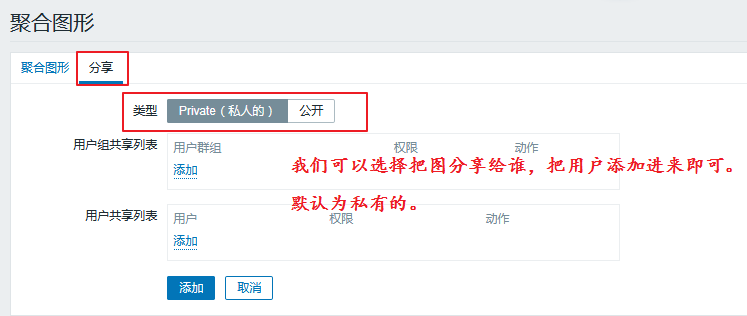 聚合图形
聚合图形 分享
类型 Private（私人的） 公开
用户组共享列表 用户群组 权限 动作
添加
我们可以选择把图分享给谁，把用户添加进来即可。
默认为私有的。
用户共享列表 用户 权限 动作
添加
添加 取消